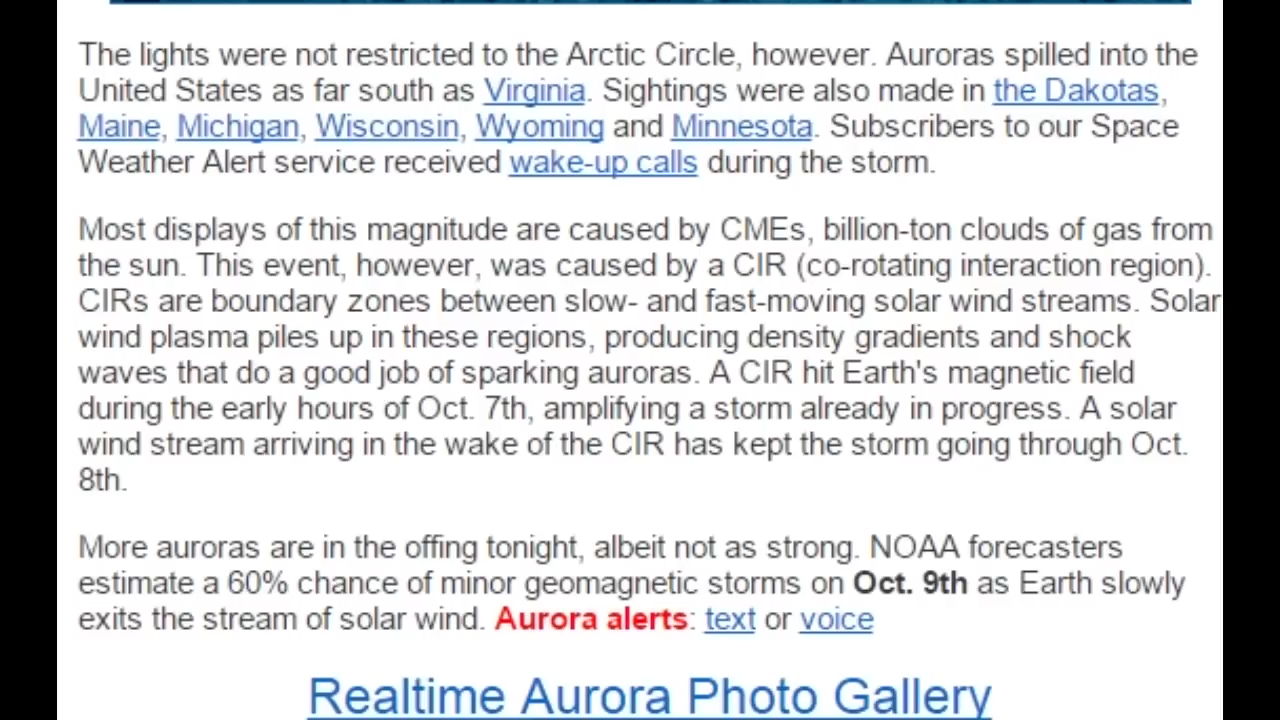 The lights were not restricted to the Arctic Circle, however. Auroras spilled into the
United States as far south as Virginia. Sightings were also made in the Dakotas,
Maine, Michigan, Wisconsin, Wyoming and Minnesota. Subscribers to our Space
Weather Alert service received wake-up calls during the storm.
Most displays of this magnitude are caused by CMEs, billion-ton clouds of gas from
the sun. This event, however, was caused by a CIR (co-rotating interaction region).
CIRs are boundary zones between slow- and fast-moving solar wind streams. Solar
wind plasma piles up in these regions, producing density gradients and shock
waves that do a good job of sparking auroras. A CIR hit Earth's magnetic field
during the early hours of Oct. 7th, amplifying a storm already in progress. A solar
wind stream arriving in the wake of the CIR has kept the storm going through Oct.
8th.
More auroras are in the offing tonight, albeit not as strong. NOAA forecasters
estimate a 60% chance of minor geomagnetic storms on Oct. 9th as Earth slowly
exits the stream of solar wind. Aurora alerts: text or voice
Realtime Aurora Photo Gallery